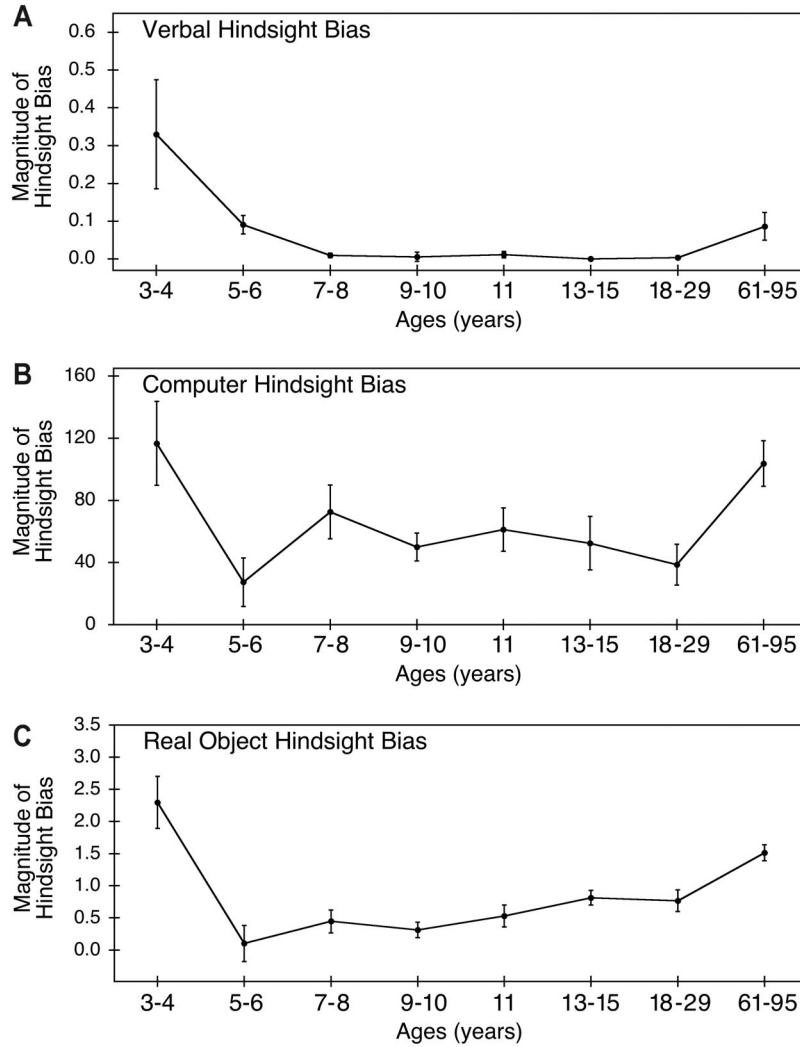 A
Verbal Hindsight Bias
Magnitude of
Hindsight Bias
0.6
0.5
0.4
0.3
0.2
0.1
0.0
3-4 5-6 7-8 9-10 11 13-15 18-29 61-95
Ages (years)
B
Computer Hindsight Bias
Magnitude of
Hindsight Bias
160
120
80
40
0
3-4 5-6 7-8 9-10 11 13-15 18-29 61-95
Ages (years)
C
Real Object Hindsight Bias
Magnitude of
Hindsight Bias
3.5
3.0
2.5
2.0
1.5
1.0
0.5
0.0
3-4 5-6 7-8 9-10 11 13-15 18-29 61-95
Ages (years)